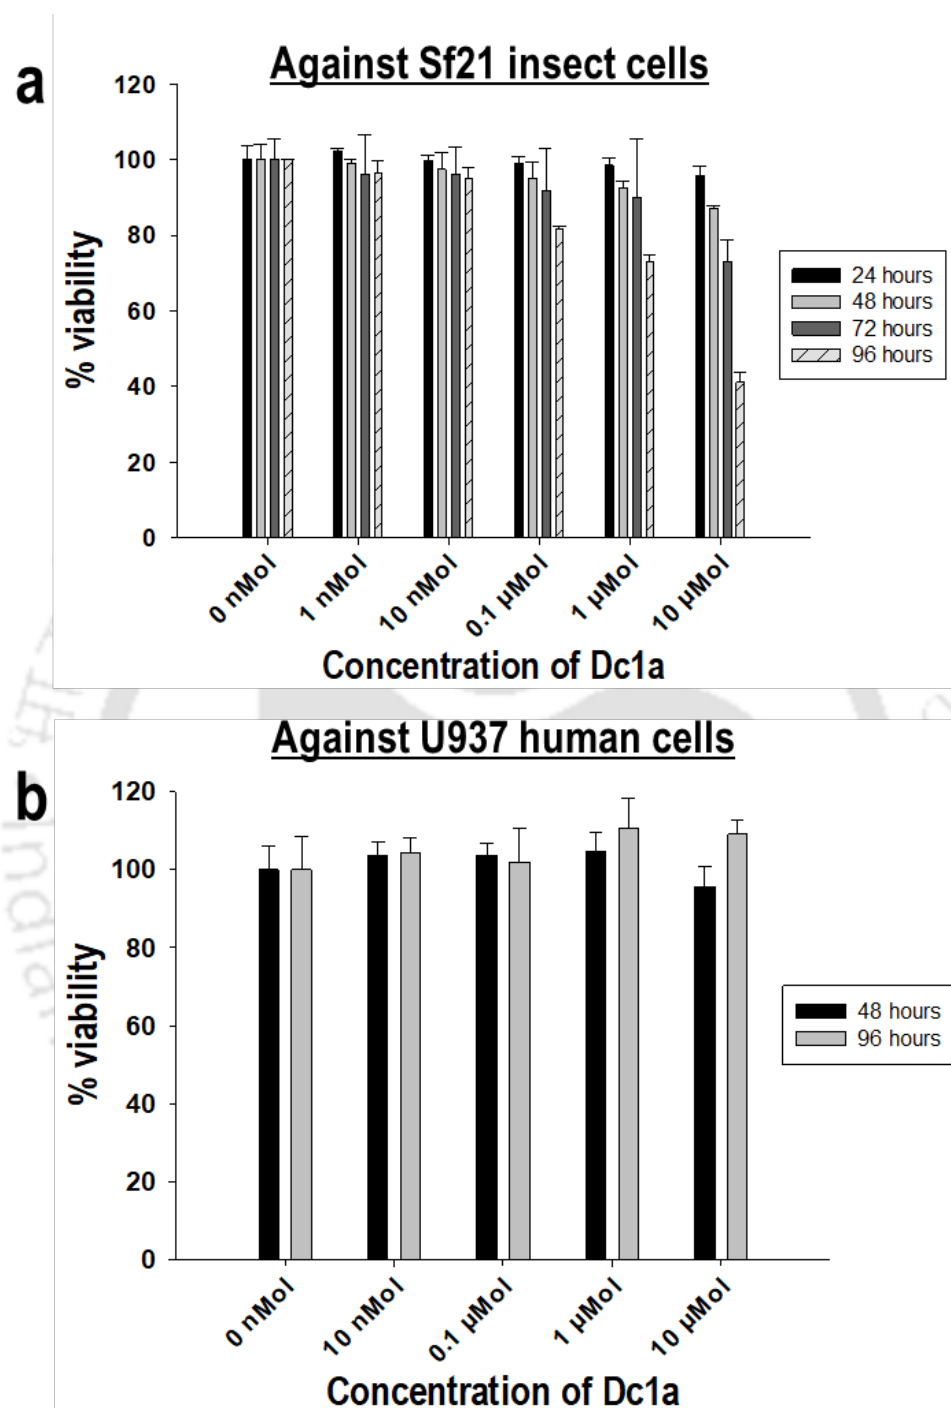 a
Against Sf21 insect cells
120
100
80
60
40
20
0
% viability
24 hours
48 hours
72 hours
96 hours
0 nMol
1 nMol
10 nMol
0.1 µMol
1 µMol
10 µMol
Concentration of Dc1a
b
Against U937 human cells
120
100
80
60
40
20
0
% viability
48 hours
96 hours
0 nMol
10 nMol
0.1 µMol
1 µMol
10 µMol
Concentration of Dc1a